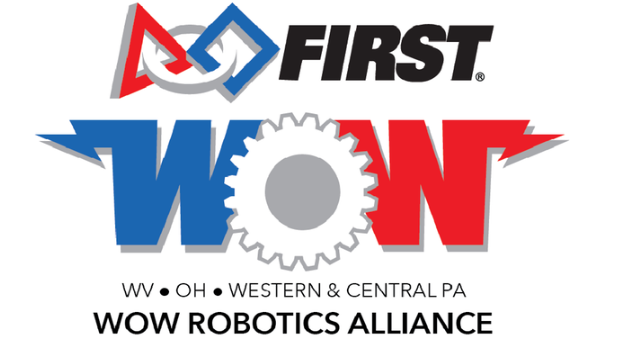 FIRST®
WOW
WV • OH • WESTERN & CENTRAL PA
WOW ROBOTICS ALLIANCE